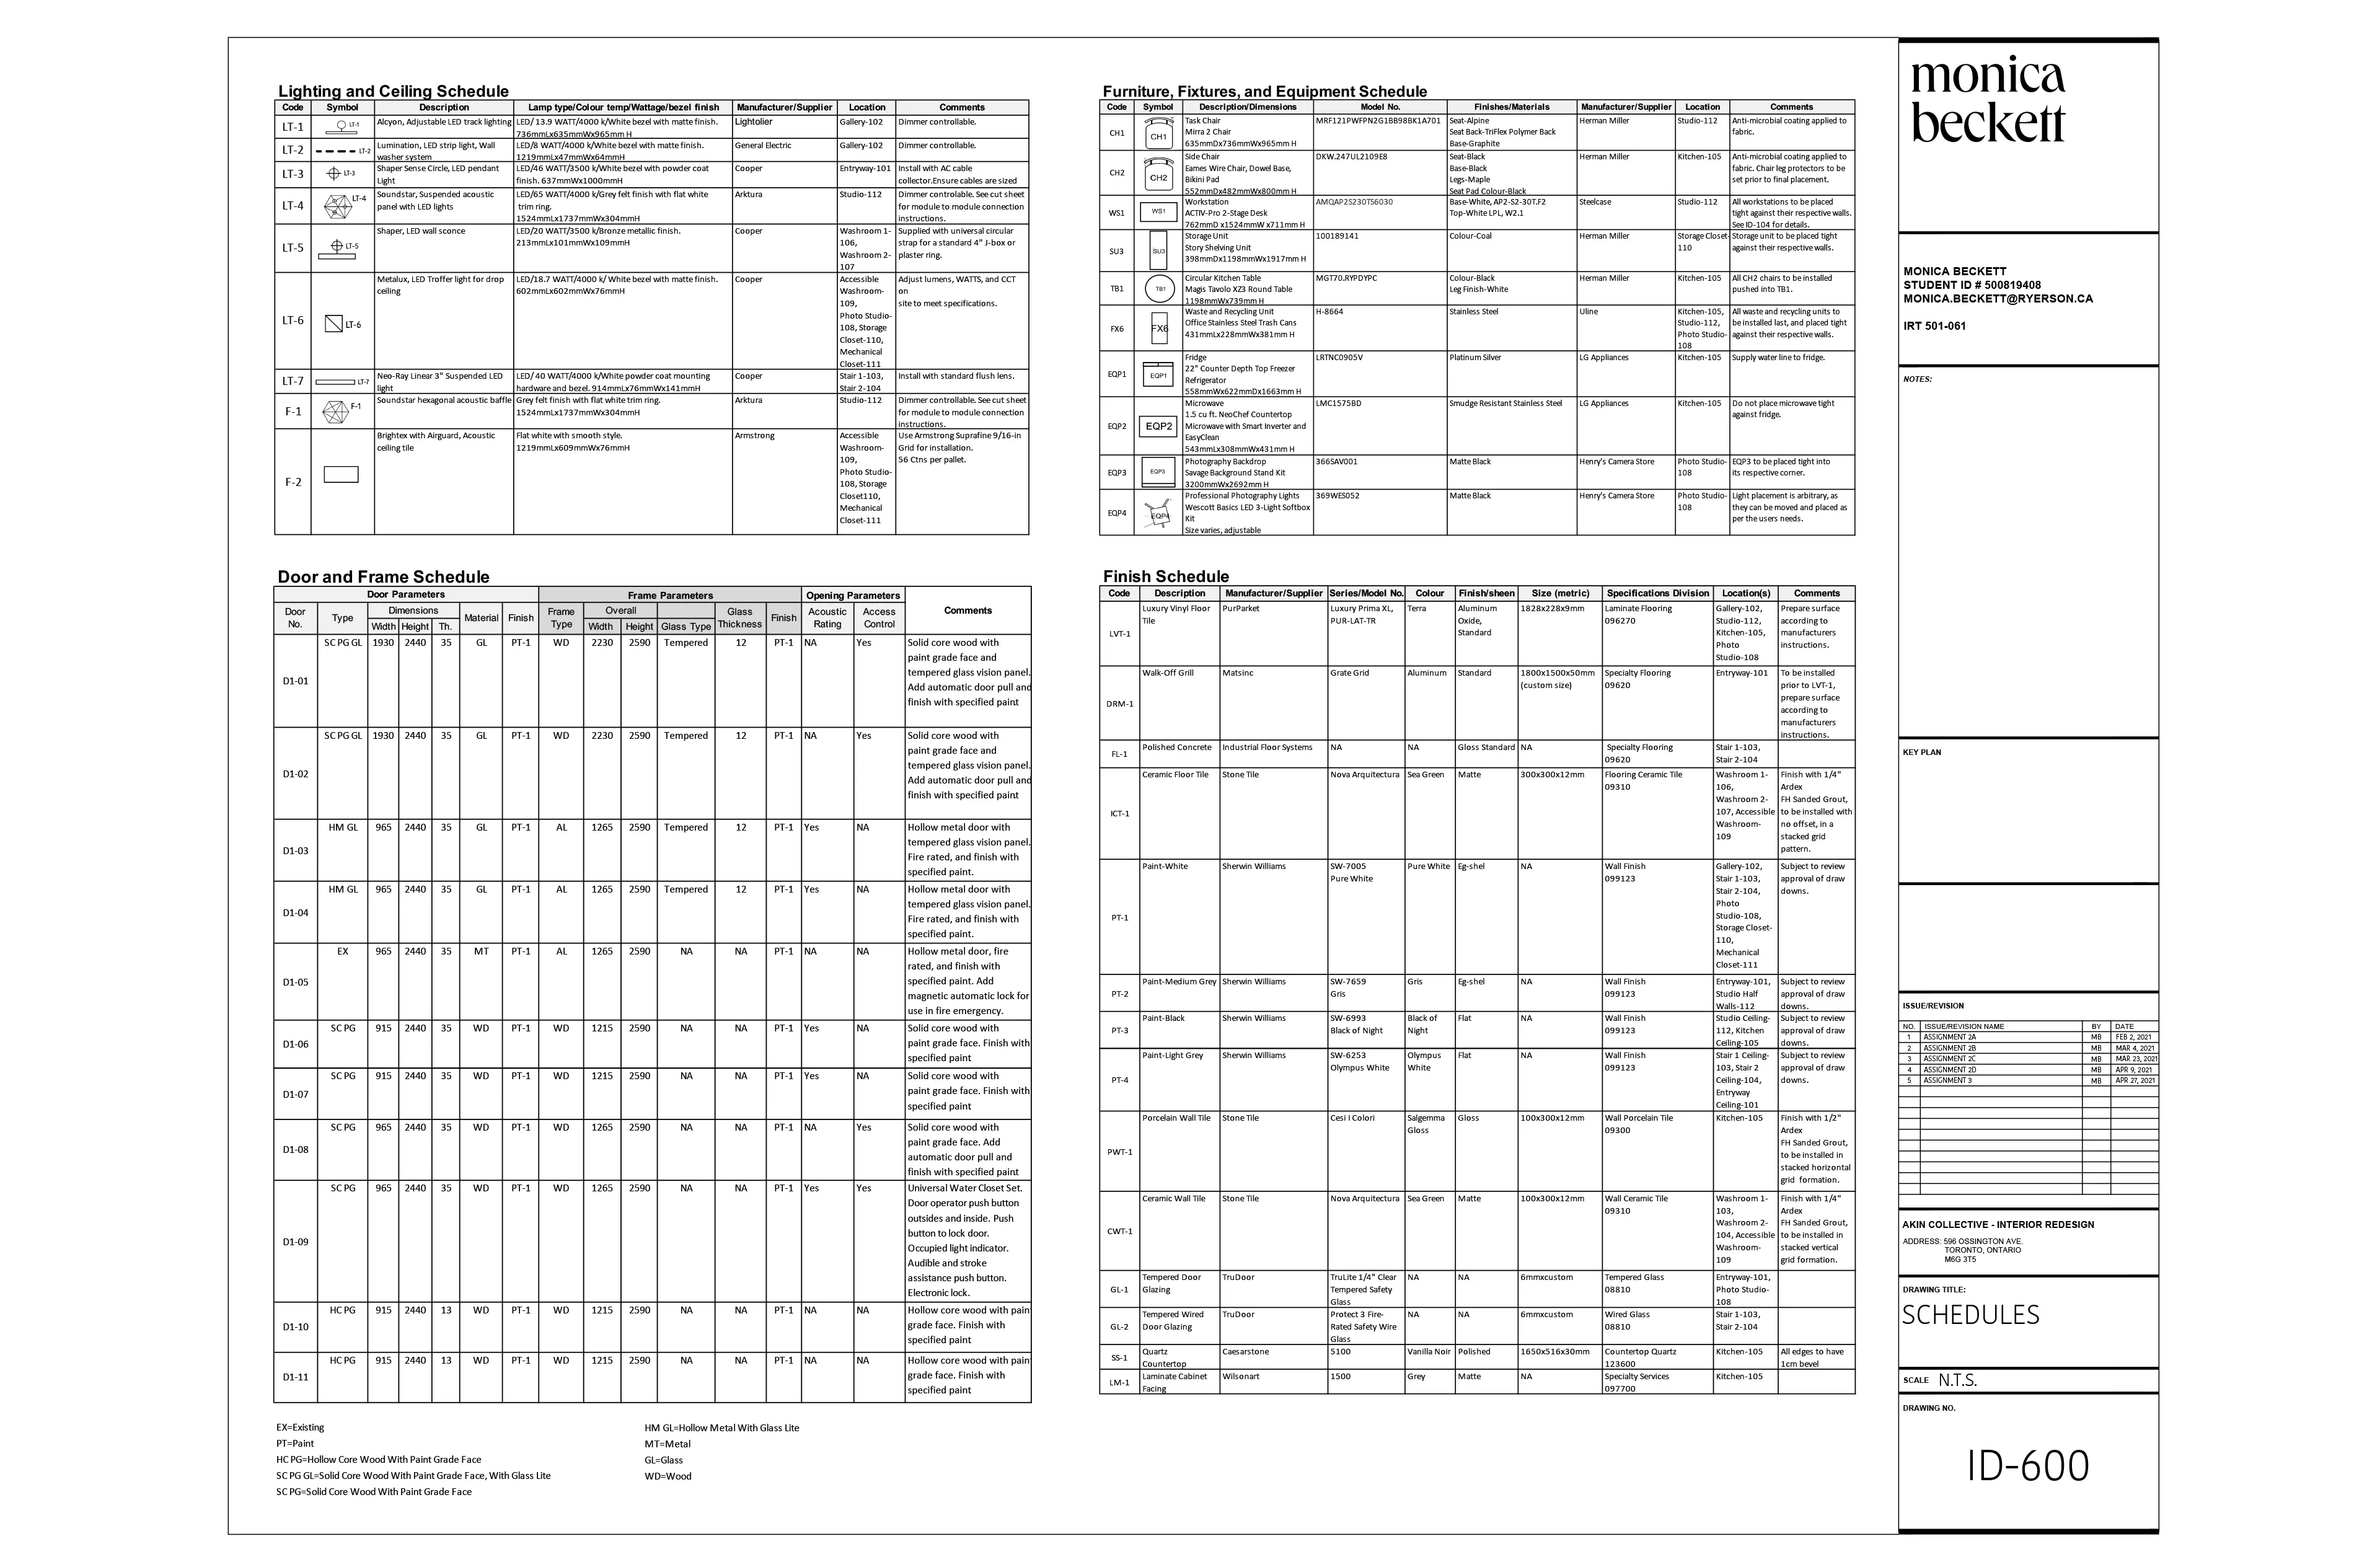 Lighting and Ceiling Schedule
Code Symbol Description Lamp type/Colour temp/Wattage/bezel finish Manufacturer/Supplier Location Comments
LT-1 LT-1 Alcyon, Adjustable LED track lighting LED/ 13.9 WATT/4000 k/White bezel with matte finish. Lightolier Gallery-102 Dimmer controllable.
736mmLx635mmWx965mm H
LT-2 LT-2 Lumination, LED strip light, Wall LED/8 WATT/4000 k/White bezel with matte finish. General Electric Gallery-102 Dimmer controllable.
washer system 1219mmLx47mmWx64mmH
LT-3 LT-3 Shaper Sense Circle, LED pendant LED/46 WATT/3500 k/White bezel with powder coat Cooper Entryway-101 Install with AC cable
Light finish. 637mmWx1000mmH collector.Ensure cables are sized
LT-4 LT-4 Soundstar, Suspended acoustic LED/65 WATT/4000 k/Grey felt finish with flat white Arktura Studio-112 Dimmer controlable. See cut sheet
panel with LED lights trim ring. for module to module connection
1524mmLx1737mmWx304mmH instructions.
LT-5 LT-5 Shaper, LED wall sconce LED/20 WATT/3500 k/Bronze metallic finish. Cooper Washroom 1- Supplied with universal circular
213mmLx101mmWx109mmH 106, strap for a standard 4" J-box or
Washroom 2- plaster ring.
107
LT-6 LT-6 Metalux, LED Troffer light for drop LED/18.7 WATT/4000 k/ White bezel with matte finish. Cooper Accessible Adjust lumens, WATTS, and CCT
ceiling 602mmLx602mmWx76mmH Washroom- on
109, site to meet specifications.
Photo Studio-
108, Storage
Closet-110,
Mechanical
Closet-111
LT-7 LT-7 Neo-Ray Linear 3" Suspended LED LED/ 40 WATT/4000 k/White powder coat mounting Cooper Stair 1-103, Install with standard flush lens.
light hardware and bezel. 914mmLx76mmWx141mmH Stair 2-104
F-1 F-1 Soundstar hexagonal acoustic baffle Grey felt finish with flat white trim ring. Arktura Studio-112 Dimmer controllable. See cut sheet
1524mmLx1737mmWx304mmH for module to module connection
instructions.
F-2 Brightex with Airguard, Acoustic Flat white with smooth style. Armstrong Accessible Use Armstrong Suprafine 9/16-in
ceiling tile 1219mmLx609mmWx76mmH Washroom- Grid for installation.
109, 56 Ctns per pallet.
Photo Studio-
108, Storage
Closet110,
Mechanical
Closet-111
Furniture, Fixtures, and Equipment Schedule
Code Symbol Description/Dimensions Model No. Finishes/Materials Manufacturer/Supplier Location Comments
CH1 CH1 Task Chair MRF121PWFPN2G1BB98BK1A701 Seat-Alpine Herman Miller Studio-112 Anti-microbial coating applied to
Mirra 2 Chair Seat Back-TriFlex Polymer Back fabric.
635mmDx736mmWx965mm H Base-Graphite
CH2 CH2 Side Chair DKW.247UL2109E8 Seat-Black Herman Miller Kitchen-105 Anti-microbial coating applied to
Eames Wire Chair, Dowel Base, Base-Black fabric. Chair leg protectors to be
Bikini Pad Legs-Maple set prior to final placement.
552mmDx482mmWx800mm H Seat Pad Colour-Black
WS1 WS1 Workstation AMQAP2S230TS6030 Base-White, AP2-S2-30T.F2 Steelcase Studio-112 All workstations to be placed
ACTIV-Pro 2-Stage Desk Top-White LPL, W2.1 tight against their respective walls.
762mmD x1524mmW x711mm H See ID-104 for details.
SU3 SU3 Storage Unit 100189141 Colour-Coal Herman Miller Storage Closet- Storage unit to be placed tight
Story Shelving Unit 110 against their respective walls.
398mmDx1198mmWx1917mm H
TB1 TB1 Circular Kitchen Table MGT70.RYPDYPC Colour-Black Herman Miller Kitchen-105 All CH2 chairs to be installed
Magis Tavolo XZ3 Round Table Leg Finish-White pushed into TB1.
1198mmWx739mm H
FX6 FX6 Waste and Recycling Unit H-8664 Stainless Steel Uline Kitchen-105, All waste and recycling units to
Office Stainless Steel Trash Cans Studio-112, be installed last, and placed tight
431mmLx228mmWx381mm H Photo Studio- against their respective walls.
108
EQP1 EQP1 Fridge LRTNC0905V Platinum Silver LG Appliances Kitchen-105 Supply water line to fridge.
22" Counter Depth Top Freezer
Refrigerator
558mmWx622mmDx1663mm H
EQP2 EQP2 Microwave LMC1575BD Smudge Resistant Stainless Steel LG Appliances Kitchen-105 Do not place microwave tight
1.5 cu ft. NeoChef Countertop against fridge.
Microwave with Smart Inverter and
EasyClean
543mmLx308mmWx431mm H
EQP3 EQP3 Photography Backdrop 366SAV001 Matte Black Henry's Camera Store Photo Studio- EQP3 to be placed tight into
Savage Background Stand Kit 108 its respective corner.
3200mmWx2692mm H
EQP4 EQP4 Professional Photography Lights 369WES052 Matte Black Henry's Camera Store Photo Studio- Light placement is arbitrary, as
Wescott Basics LED 3-Light Softbox 108 they can be moved and placed as
Kit per the users needs.
Size varies, adjustable
Door and Frame Schedule
Door Parameters Frame Parameters Opening Parameters Comments
Door No. Type Dimensions Material Finish Frame Type Overall Glass Thickness Finish Acoustic Rating Access Control
Width Height Th. Width Height Glass Type
D1-01 SC PG GL 1930 2440 35 GL PT-1 WD 2230 2590 Tempered 12 PT-1 NA Yes Solid core wood with
paint grade face and
tempered glass vision panel.
Add automatic door pull and
finish with specified paint
D1-02 SC PG GL 1930 2440 35 GL PT-1 WD 2230 2590 Tempered 12 PT-1 NA Yes Solid core wood with
paint grade face and
tempered glass vision panel.
Add automatic door pull and
finish with specified paint
D1-03 HM GL 965 2440 35 GL PT-1 AL 1265 2590 Tempered 12 PT-1 Yes NA Hollow metal door with
tempered glass vision panel.
Fire rated, and finish with
specified paint.
D1-04 HM GL 965 2440 35 GL PT-1 AL 1265 2590 Tempered 12 PT-1 Yes NA Hollow metal door with
tempered glass vision panel.
Fire rated, and finish with
specified paint.
D1-05 EX 965 2440 35 MT PT-1 AL 1265 2590 NA NA PT-1 NA NA Hollow metal door, fire
rated, and finish with
specified paint. Add
magnetic automatic lock for
use in fire emergency.
D1-06 SC PG 915 2440 35 WD PT-1 WD 1215 2590 NA NA PT-1 Yes NA Solid core wood with
paint grade face. Finish with
specified paint
D1-07 SC PG 915 2440 35 WD PT-1 WD 1215 2590 NA NA PT-1 Yes NA Solid core wood with
paint grade face. Finish with
specified paint
D1-08 SC PG 965 2440 35 WD PT-1 WD 1265 2590 NA NA PT-1 NA Yes Solid core wood with
paint grade face. Add
automatic door pull and
finish with specified paint
D1-09 SC PG 965 2440 35 WD PT-1 WD 1265 2590 NA NA PT-1 Yes Yes Universal Water Closet Set.
Door operator push button
outsides and inside. Push
button to lock door.
Occupied light indicator.
Audible and stroke
assistance push button.
Electronic lock.
D1-10 HC PG 915 2440 13 WD PT-1 WD 1215 2590 NA NA PT-1 NA NA Hollow core wood with pain
grade face. Finish with
specified paint
D1-11 HC PG 915 2440 13 WD PT-1 WD 1215 2590 NA NA PT-1 NA NA Hollow core wood with pain
grade face. Finish with
specified paint
EX=Existing
PT=Paint
HC PG=Hollow Core Wood With Paint Grade Face
SC PG GL=Solid Core Wood With Paint Grade Face, With Glass Lite
SC PG=Solid Core Wood With Paint Grade Face
HM GL=Hollow Metal With Glass Lite
MT=Metal
GL=Glass
WD=Wood
Finish Schedule
Code Description Manufacturer/Supplier Series/Model No. Colour Finish/sheen Size (metric) Specifications Division Location(s) Comments
LVT-1 Luxury Vinyl Floor PurParket Luxury Prima XL, Terra Aluminum 1828x228x9mm Laminate Flooring Gallery-102, Prepare surface
Tile PUR-LAT-TR Oxide, 096270 Studio-112, according to
Standard Kitchen-105, manufacturers
Photo instructions.
Studio-108
DRM-1 Walk-Off Grill Matsinc Grate Grid Aluminum Standard 1800x1500x50mm Specialty Flooring Entryway-101 To be installed
(custom size) 09620 prior to LVT-1,
prepare surface
according to
manufacturers
instructions.
FL-1 Polished Concrete Industrial Floor Systems NA NA Gloss Standard NA Specialty Flooring Stair 1-103,
09620 Stair 2-104
ICT-1 Ceramic Floor Tile Stone Tile Nova Arquitectura Sea Green Matte 300x300x12mm Flooring Ceramic Tile Washroom 1- Finish with 1/4"
09310 106, Ardex
Washroom 2- FH Sanded Grout,
107, Accessible to be installed with
Washroom- no offset, in a
109 stacked grid
pattern.
PT-1 Paint-White Sherwin Williams SW-7005 Pure White Eg-shel NA Wall Finish Gallery-102, Subject to review
Pure White 099123 Stair 1-103, approval of draw
Stair 2-104, downs.
Photo
Studio-108,
Storage Closet-
110,
Mechanical
Closet-111
PT-2 Paint-Medium Grey Sherwin Williams SW-7659 Gris Eg-shel NA Wall Finish Entryway-101, Subject to review
Gris 099123 Studio Half approval of draw
Walls-112 downs.
PT-3 Paint-Black Sherwin Williams SW-6993 Black of Flat NA Wall Finish Studio Ceiling- Subject to review
Black of Night Night 099123 112, Kitchen approval of draw
Ceiling-105 downs.
PT-4 Paint-Light Grey Sherwin Williams SW-6253 Olympus Flat NA Wall Finish Stair 1 Ceiling- Subject to review
Olympus White White 099123 103, Stair 2 approval of draw
Ceiling-104, downs.
Entryway
Ceiling-101
PWT-1 Porcelain Wall Tile Stone Tile Cesi I Colori Salgemma Gloss 100x300x12mm Wall Porcelain Tile Kitchen-105 Finish with 1/2"
Gloss 09300 Ardex
FH Sanded Grout,
to be installed in
stacked horizontal
grid formation.
CWT-1 Ceramic Wall Tile Stone Tile Nova Arquitectura Sea Green Matte 100x300x12mm Wall Ceramic Tile Washroom 1- Finish with 1/4"
09310 103, Ardex
Washroom 2- FH Sanded Grout,
104, Accessible to be installed in
Washroom- stacked vertical
109 grid formation.
GL-1 Tempered Door TruDoor TruLite 1/4" Clear NA NA 6mmxcustom Tempered Glass Entryway-101,
Glazing Tempered Safety 08810 Photo Studio-
Glass 108
GL-2 Tempered Wired TruDoor Protect 3 Fire- NA NA 6mmxcustom Wired Glass Stair 1-103,
Door Glazing Rated Safety Wire 08810 Stair 2-104
Glass
SS-1 Quartz Caesarstone 5100 Vanilla Noir Polished 1650x516x30mm Countertop Quartz Kitchen-105 All edges to have
Countertop 123600 1cm bevel
LM-1 Laminate Cabinet Wilsonart 1500 Grey Matte NA Specialty Services Kitchen-105
Facing 097700
monica
beckett
MONICA BECKETT
STUDENT ID # 500819408
MONICA.BECKETT@RYERSON.CA
IRT 501-061
NOTES:
KEY PLAN
ISSUE/REVISION
NO. ISSUE/REVISION NAME BY DATE
1 ASSIGNMENT 2A MB FEB 2, 2021
2 ASSIGNMENT 2B MB MAR 4, 2021
3 ASSIGNMENT 2C MB MAR 23, 2021
4 ASSIGNMENT 2D MB APR 9, 2021
5 ASSIGNMENT 3 MB APR 27, 2021
AKIN COLLECTIVE - INTERIOR REDESIGN
ADDRESS: 596 OSSINGTON AVE.
TORONTO, ONTARIO
M6G 3T5
DRAWING TITLE:
SCHEDULES
SCALE N.T.S.
DRAWING NO.
ID-600